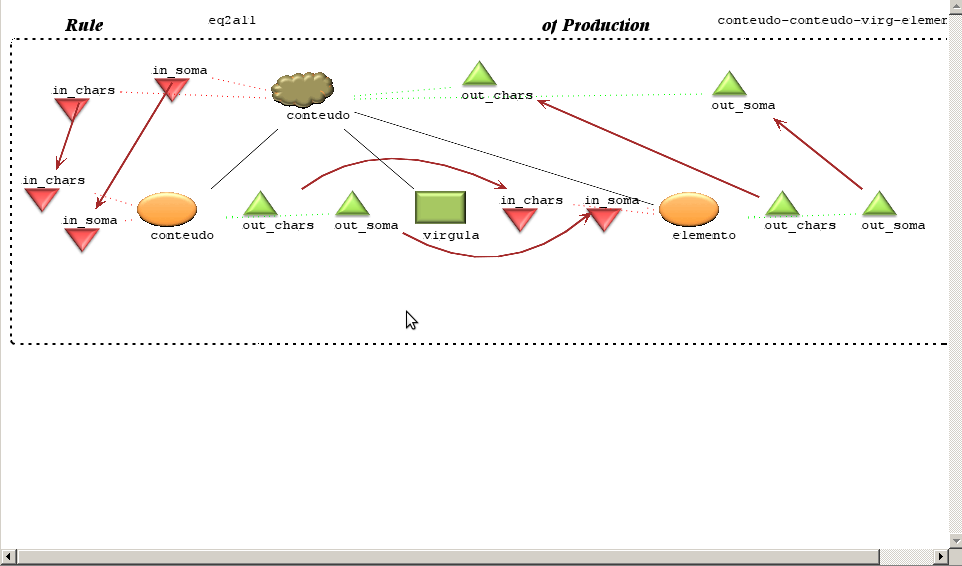 Rule eq2all of Production conteudo-conteudo-virg-elemen
in_soma
in_chars
out_chars
out_soma
conteudo
in_chars
in_soma
conteudo
out_chars
out_soma
virgula
in_chars
in_soma
elemento
out_chars
out_soma